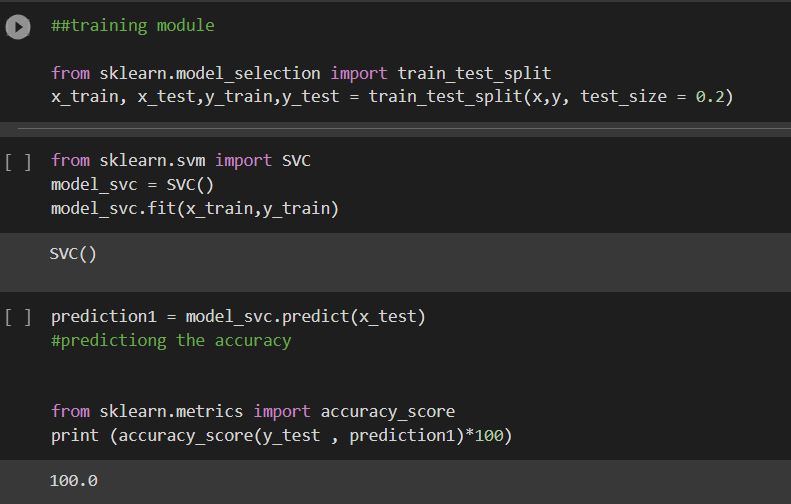 ##training module
from sklearn.model_selection import train_test_split
x_train, x_test,y_train,y_test = train_test_split(x,y, test_size = 0.2)
[ ] from sklearn.svm import SVC
model_svc = SVC()
model_svc.fit(x_train,y_train)
SVC()
[ ] prediction1 = model_svc.predict(x_test)
#predictiong the accuracy
from sklearn.metrics import accuracy_score
print (accuracy_score(y_test , prediction1)*100)
100.0